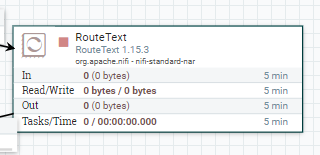 RouteText
RouteText 1.15.3
org.apache.nifi - nifi-standard-nar
In 0 (0 bytes) 5 min
Read/Write 0 bytes / 0 bytes 5 min
Out 0 (0 bytes) 5 min
Tasks/Time 0 / 00:00:00.000 5 min